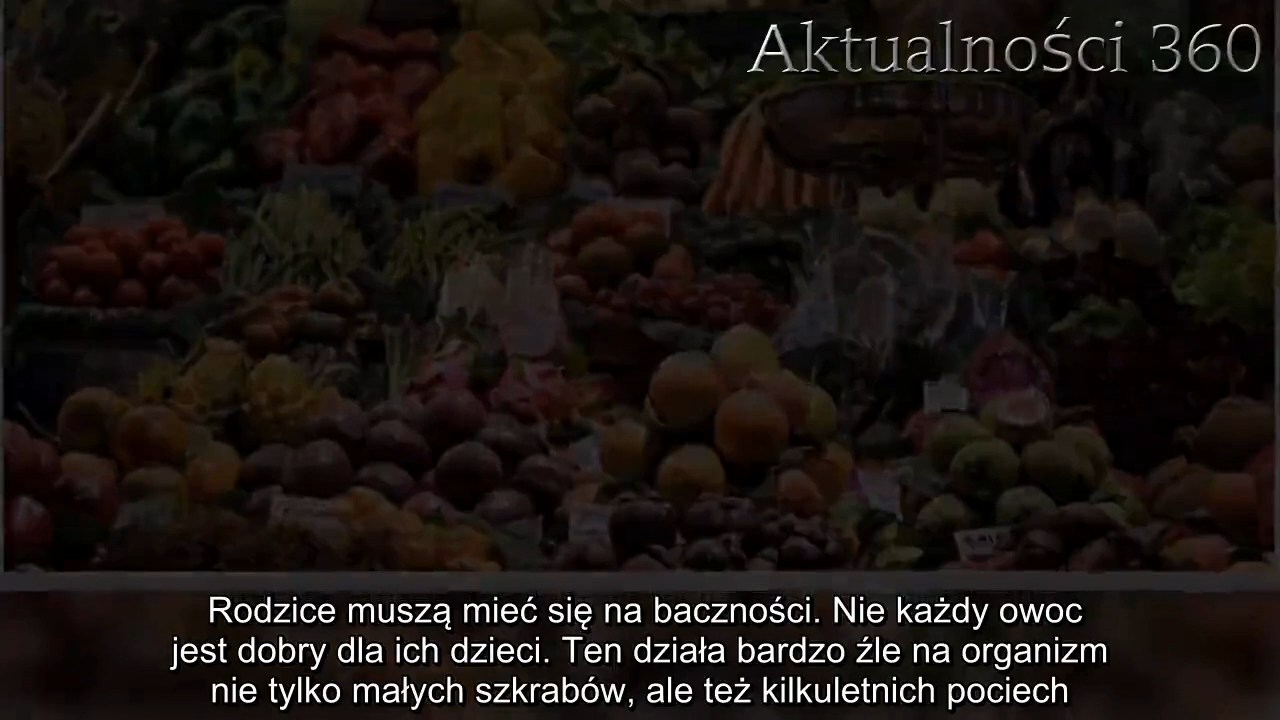 Aktualności 360
Rodzice muszą mieć się na baczności. Nie każdy owoc
jest dobry dla ich dzieci. Ten działa bardzo źle na organizm
nie tylko małych szkrabów, ale też kilkuletnich pociech